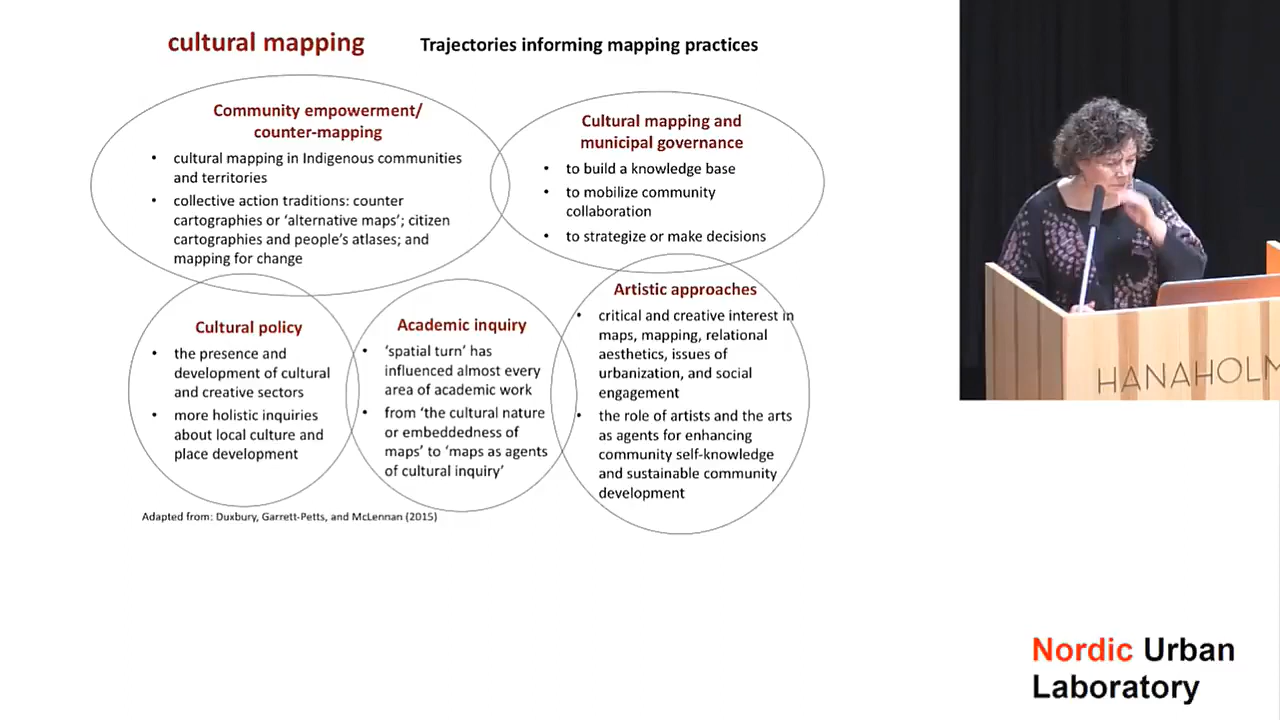 cultural mapping
Trajectories informing mapping practices
Community empowerment/
counter-mapping
• cultural mapping in Indigenous communities
and territories
• collective action traditions: counter
cartographies or ‘alternative maps’; citizen
cartographies and people’s atlases; and
mapping for change
Cultural mapping and
municipal governance
• to build a knowledge base
• to mobilize community
collaboration
• to strategize or make decisions
Cultural policy
• the presence and
development of cultural
and creative sectors
• more holistic inquiries
about local culture and
place development
Academic inquiry
• ‘spatial turn’ has
influenced almost every
area of academic work
• from ‘the cultural nature
or embeddedness of
maps’ to ‘maps as agents
of cultural inquiry’
Artistic approaches
• critical and creative interest in
maps, mapping, relational
aesthetics, issues of
urbanization, and social
engagement
• the role of artists and the arts
as agents for enhancing
community self-knowledge
and sustainable community
development
Adapted from: Duxbury, Garrett-Petts, and McLennan (2015)
HANAHOLM
Nordic Urban
Laboratory